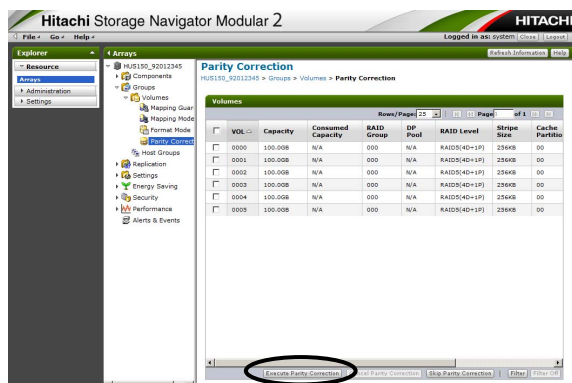 Hitachi Storage Navigator Modular 2
HITACHI
File Go Help
Logged in as: system Close Logout
Explorer
Arrays
Refresh Information Help
Resource
Arrays
Administration
Settings
HUS150_92012345
Components
Groups
Volumes
Mapping Guar
Mapping Mode
Format Mode
Parity Correct
Host Groups
Replication
Settings
Energy Saving
Security
Performance
Alerts & Events
Parity Correction
HUS150_92012345 > Groups > Volumes > Parity Correction
Volumes
Rows/Page: 25 Page 1 of 1
VOL Capacity Consumed Capacity RAID Group DP Pool RAID Level Stripe Size Cache Partitio
0000 100.0GB N/A 000 N/A RAID5(4D+1P) 256KB 00
0001 100.0GB N/A 000 N/A RAID5(4D+1P) 256KB 00
0002 100.0GB N/A 000 N/A RAID5(4D+1P) 256KB 00
0003 100.0GB N/A 000 N/A RAID5(4D+1P) 256KB 00
0004 100.0GB N/A 000 N/A RAID5(4D+1P) 256KB 00
0005 100.0GB N/A 000 N/A RAID5(4D+1P) 256KB 00
Execute Parity Correction Parity Correction Skip Parity Correction | Filter Filter Off